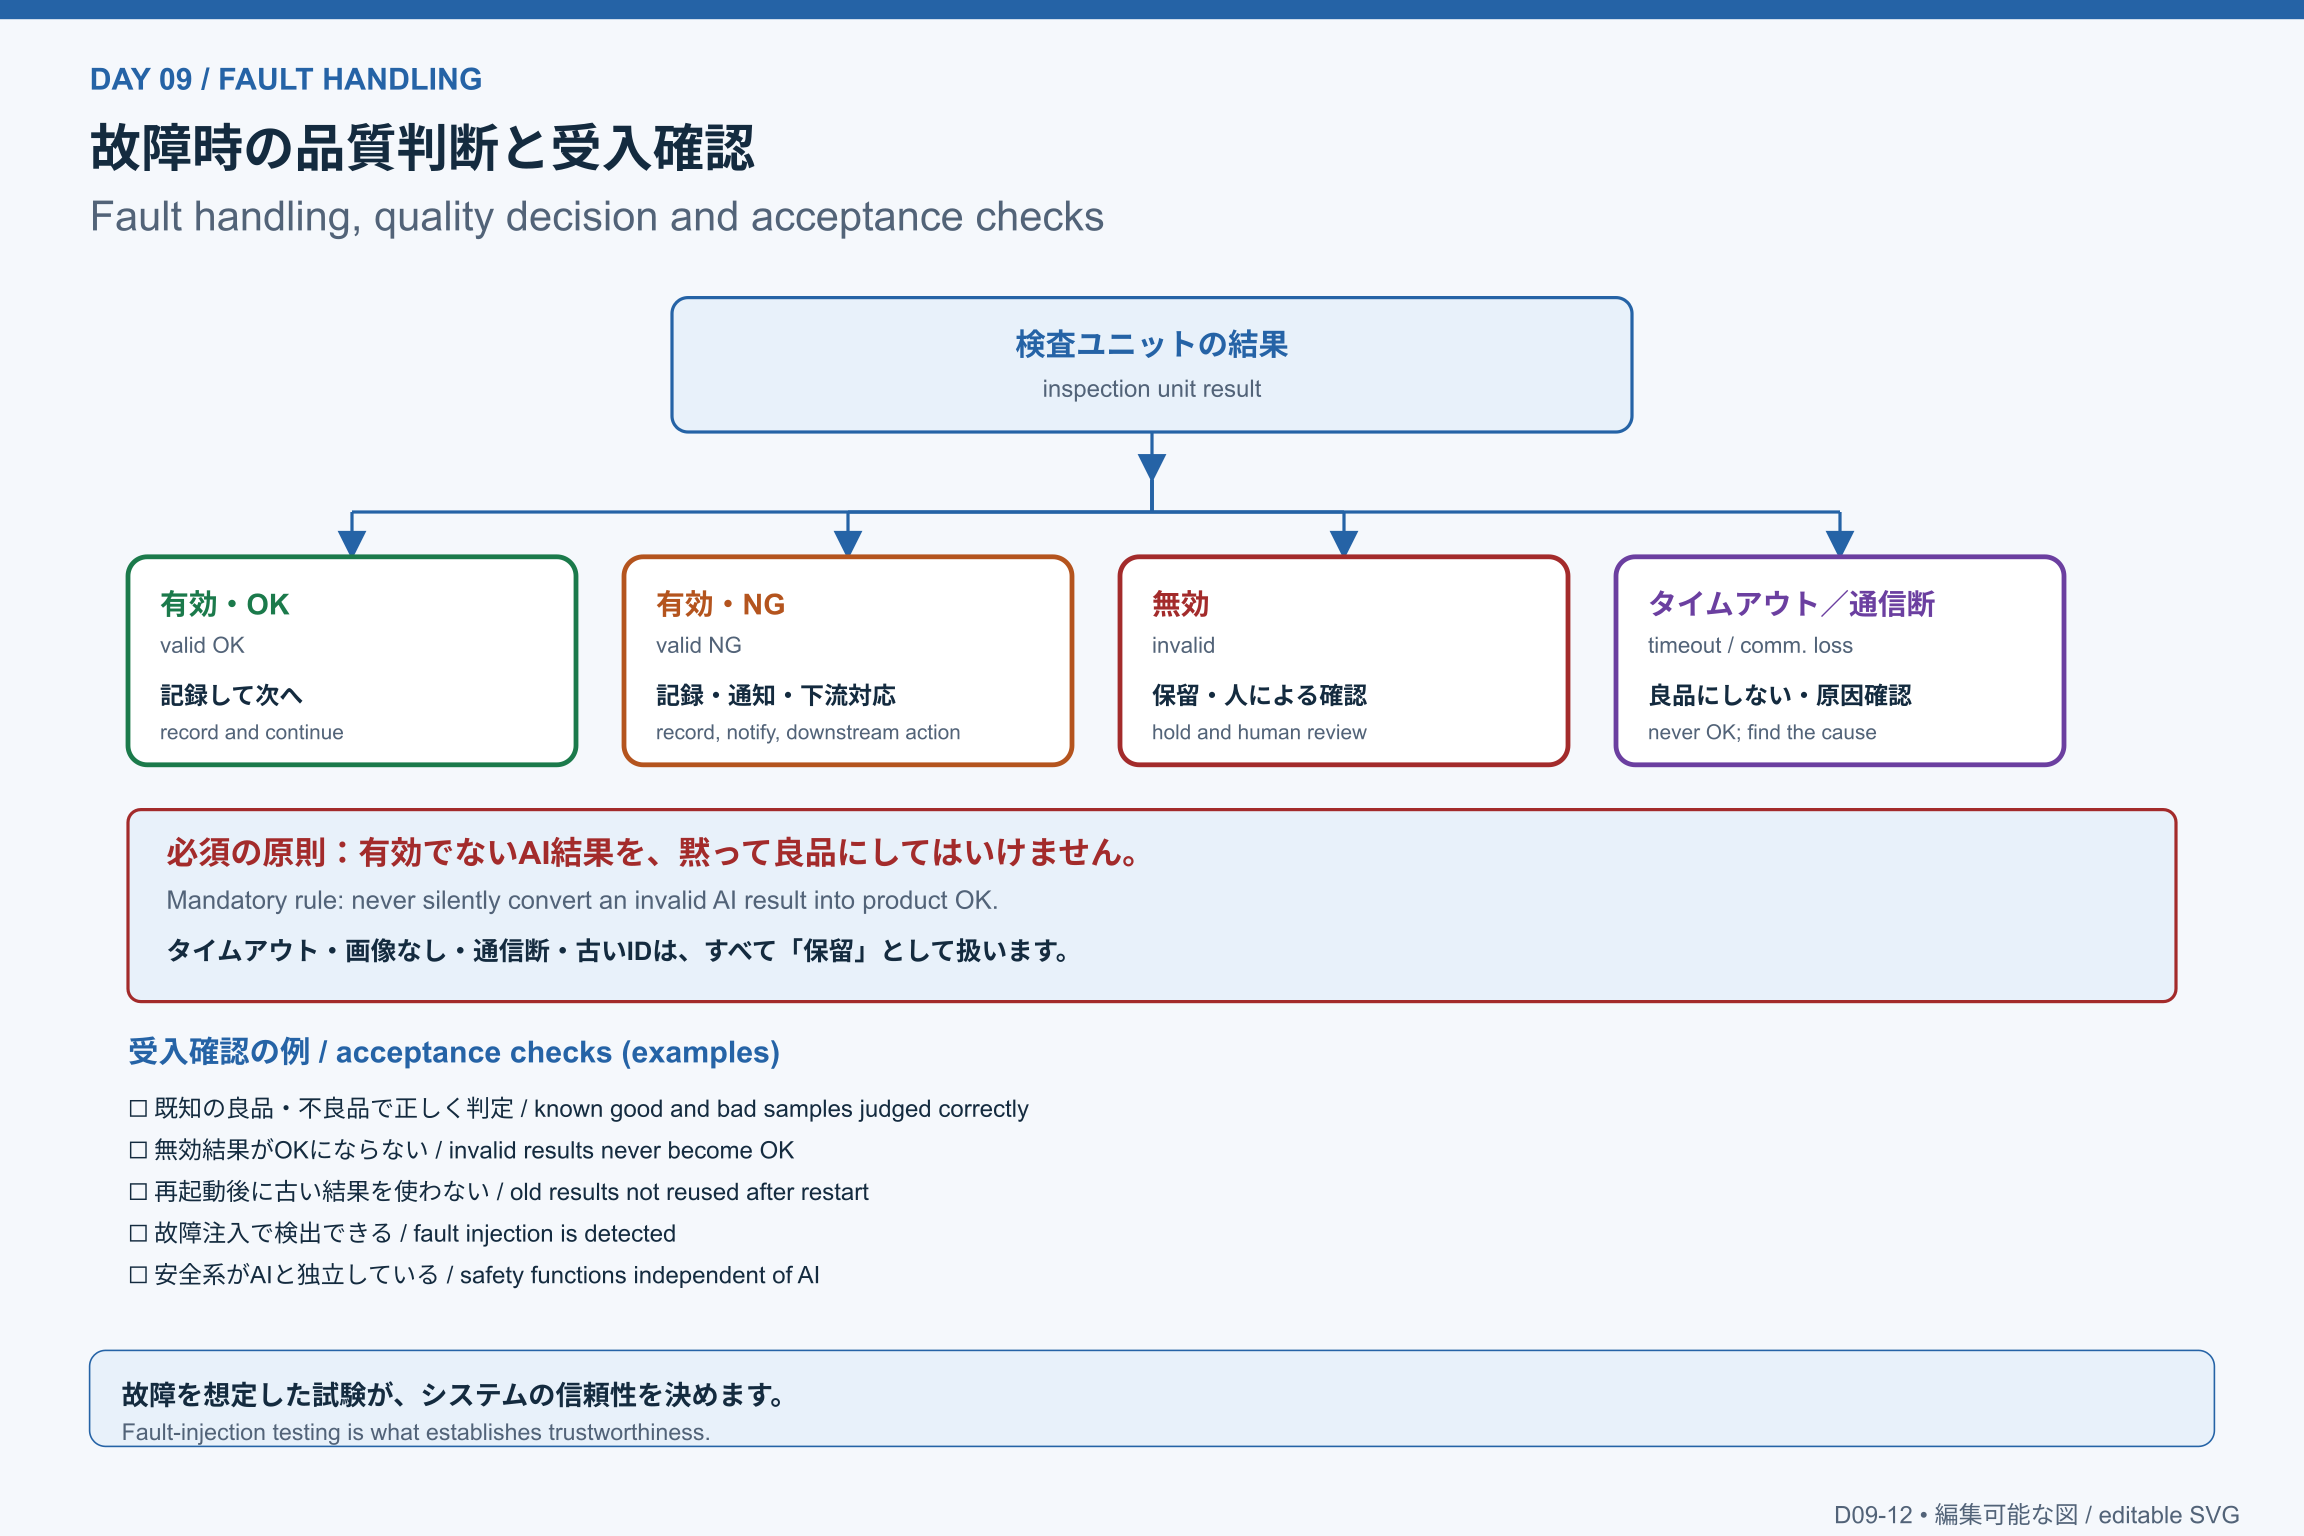 DAY 09 / FAULT HANDLING
故障時の品質判断と受入確認
Fault handling, quality decision and acceptance checks
検査ユニットの結果
inspection unit result
有効・OK
valid OK
記録して次へ
record and continue
有効・NG
valid NG
記録・通知・下流対応
record, notify, downstream action
無効
invalid
保留・人による確認
hold and human review
タイムアウト／通信断
timeout / comm. loss
良品にしない・原因確認
never OK; find the cause
必須の原則：有効でないAI結果を、黙って良品にしてはいけません。
Mandatory rule: never silently convert an invalid AI result into product OK.
タイムアウト・画像なし・通信断・古いIDは、すべて「保留」として扱います。
受入確認の例 / acceptance checks (examples)
☐ 既知の良品・不良品で正しく判定 / known good and bad samples judged correctly
☐ 無効結果がOKにならない / invalid results never become OK
☐ 再起動後に古い結果を使わない / old results not reused after restart
☐ 故障注入で検出できる / fault injection is detected
☐ 安全系がAIと独立している / safety functions independent of AI
故障を想定した試験が、システムの信頼性を決めます。
Fault-injection testing is what establishes trustworthiness.
D09-12 • 編集可能な図 / editable SVG